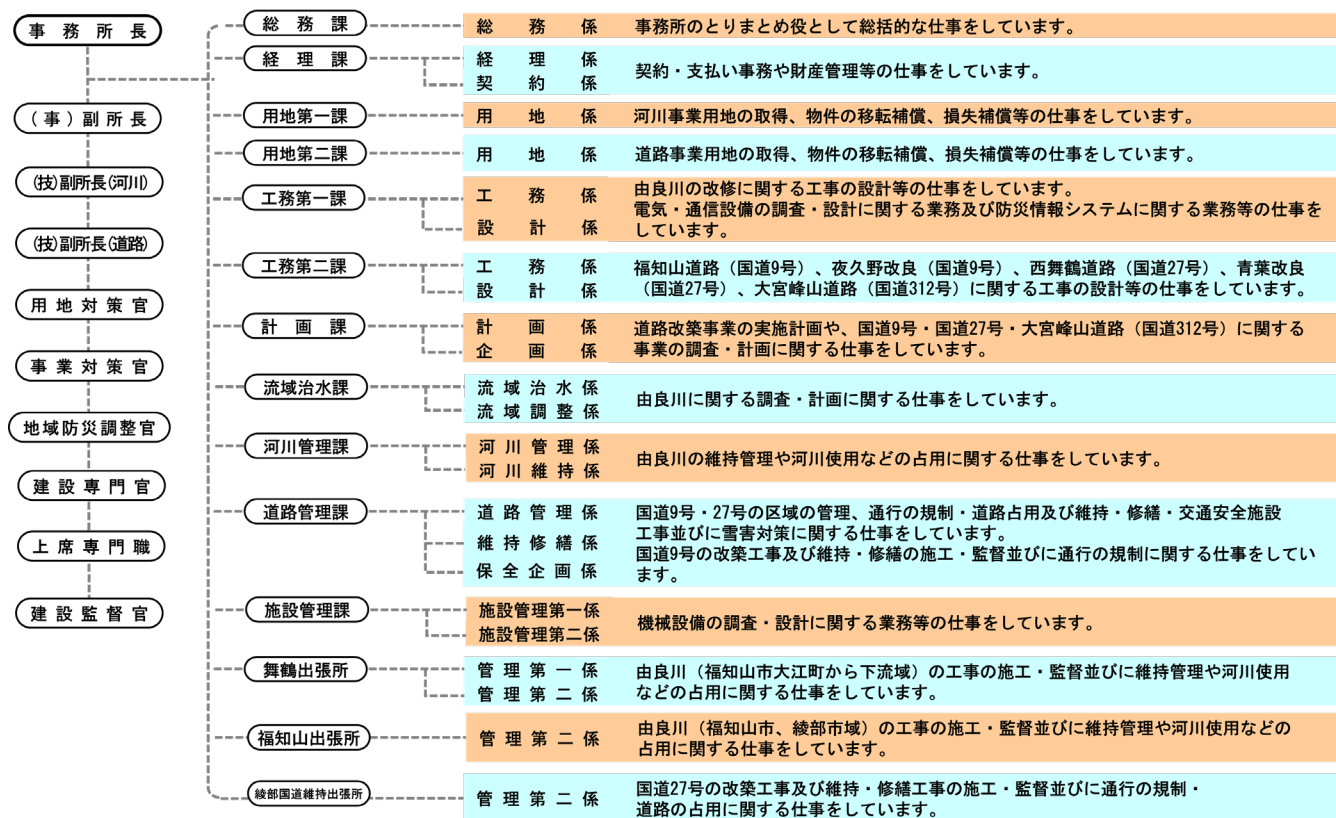 事務所長
(事)副所長
(技)副所長(河川)
(技)副所長(道路)
用地対策官
事業対策官
地域防災調整官
建設専門官
上席専門職
建設監督官
総務課
総務係
事務所のとりまとめ役として総括的な仕事をしています。
経理課
経理係
契約係
契約・支払い事務や財産管理等の仕事をしています。
用地第一課
用地係
河川事業用地の取得、物件の移転補償、損失補償等の仕事をしています。
用地第二課
用地係
道路事業用地の取得、物件の移転補償、損失補償等の仕事をしています。
工務第一課
工務係
設計係
由良川の改修に関する工事の設計等の仕事をしています。
電気・通信設備の調査・設計に関する業務及び防災情報システムに関する業務等の仕事を
しています。
工務第二課
工務係
設計係
福知山道路（国道9号）、夜久野改良（国道9号）、西舞鶴道路（国道27号）、青葉改良
（国道27号）、大宮峰山道路（国道312号）に関する工事の設計等の仕事をしています。
計画課
計画係
企画係
道路改築事業の実施計画や、国道9号・国道27号・大宮峰山道路（国道312号）に関する
事業の調査・計画に関する仕事をしています。
流域治水課
流域治水係
流域調整係
由良川に関する調査・計画に関する仕事をしています。
河川管理課
河川管理係
河川維持係
由良川の維持管理や河川使用などの占用に関する仕事をしています。
道路管理課
道路管理係
維持修繕係
保全企画係
国道9号・27号の区域の管理、通行の規制・道路占用及び維持・修繕・交通安全施設
工事並びに雪害対策に関する仕事をしています。
国道9号の改築工事及び維持・修繕の施工・監督並びに通行の規制に関する仕事をしてい
ます。
施設管理課
施設管理第一係
施設管理第二係
機械設備の調査・設計に関する業務等の仕事をしています。
舞鶴出張所
管理第一係
管理第二係
由良川（福知山市大江町から下流域）の工事の施工・監督並びに維持管理や河川使用
などの占用に関する仕事をしています。
福知山出張所
管理第二係
由良川（福知山市、綾部市域）の工事の施工・監督並びに維持管理や河川使用などの
占用に関する仕事をしています。
綾部国道維持出張所
管理第二係
国道27号の改築工事及び維持・修繕工事の施工・監督並びに通行の規制・
道路の占用に関する仕事をしています。